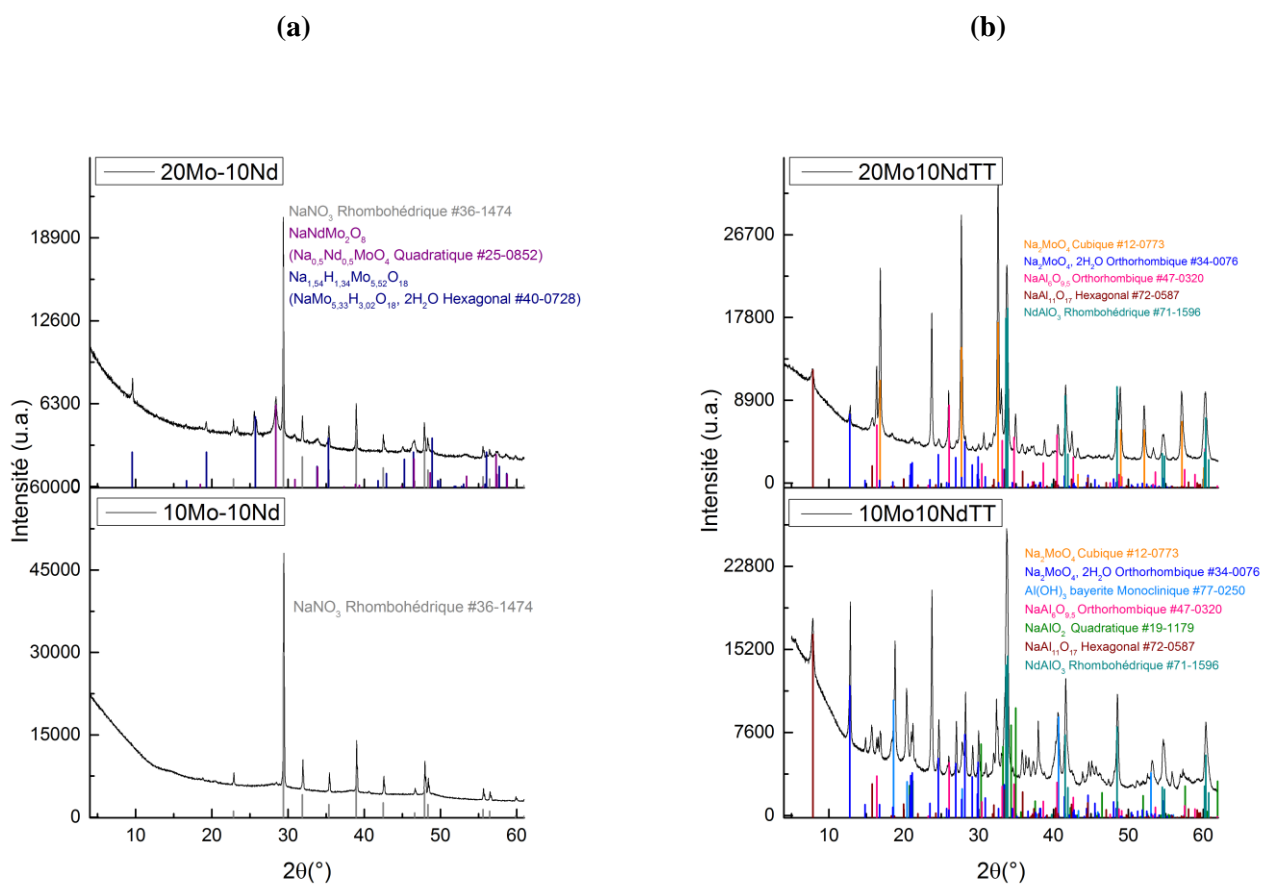 (a)
(b)
20Mo-10Nd
NaNO₃ Rhombohédrique #36-1474
NaNdMo₂O₈
(Na₀,₅Nd₀,₅MoO₄ Quadratique #25-0852)
Na₁,₅₄H₁,₃₄Mo₅,₅₂O₁₈
(NaMo₅,₃₃H₃,₀₂O₁₈, 2H₂O Hexagonal #40-0728)
18900
12600
6300
0
10Mo-10Nd
NaNO₃ Rhombohédrique #36-1474
60000
45000
30000
15000
0
Intensité (u.a.)
10 20 30 40 50 60
2θ(°)
20Mo10NdTT
Na₂MoO₄ Cubique #12-0773
Na₂MoO₄, 2H₂O Orthorhombique #34-0076
NaAl₆O₉,₅ Orthorhombique #47-0320
NaAl₁₁O₁₇ Hexagonal #72-0587
NdAlO₃ Rhombohédrique #71-1596
26700
17800
8900
0
10Mo10NdTT
Na₂MoO₄ Cubique #12-0773
Na₂MoO₄, 2H₂O Orthorhombique #34-0076
Al(OH)₃ bayerite Monoclinique #77-0250
NaAl₆O₉,₅ Orthorhombique #47-0320
NaAlO₂ Quadratique #19-1179
NaAl₁₁O₁₇ Hexagonal #72-0587
NdAlO₃ Rhombohédrique #71-1596
22800
15200
7600
0
Intensité (u.a.)
10 20 30 40 50 60
2θ(°)